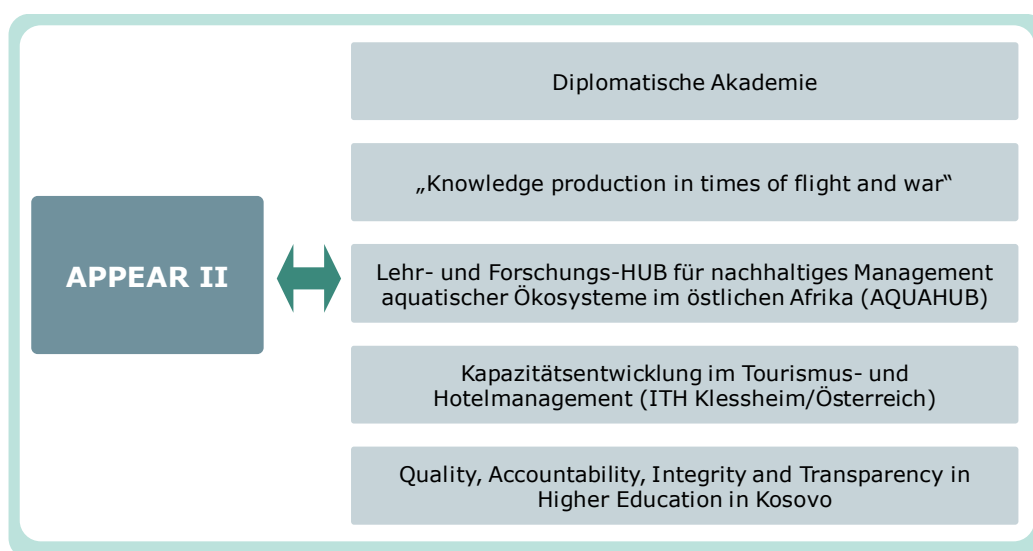 Diplomatische Akademie
„Knowledge production in times of flight and war“
APPEAR II
Lehr- und Forschungs-HUB für nachhaltiges Management
aquatischer Ökosysteme im östlichen Afrika (AQUAHUB)
Kapazitätsentwicklung im Tourismus- und
Hotelmanagement (ITH Klessheim/Österreich)
Quality, Accountability, Integrity and Transparency in
Higher Education in Kosovo